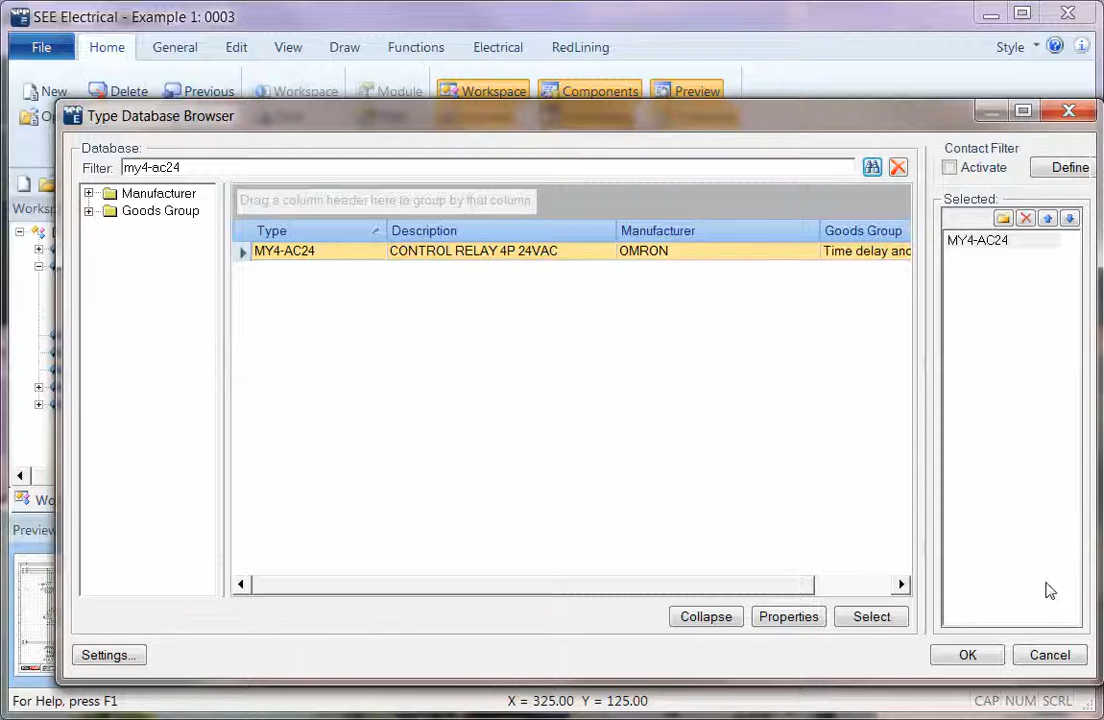 SEE Electrical - Example 1: 0003
File Home General Edit View Draw Functions Electrical RedLining Style
New Delete Previous Workspace Module Workspace Components Preview
Type Database Browser
Database:
Filter: my4-ac24
Contact Filter
Activate Define
Manufacturer
Goods Group
Drag a column header here to group by that column
Type Description Manufacturer Goods Group
MY4-AC24 CONTROL RELAY 4P 24VAC OMRON Time delay and
Selected:
MY4-AC24
Collapse Properties Select
Settings... OK Cancel
Preview
For Help, press F1 X = 325.00 Y = 125.00 CAP NUM SCRL